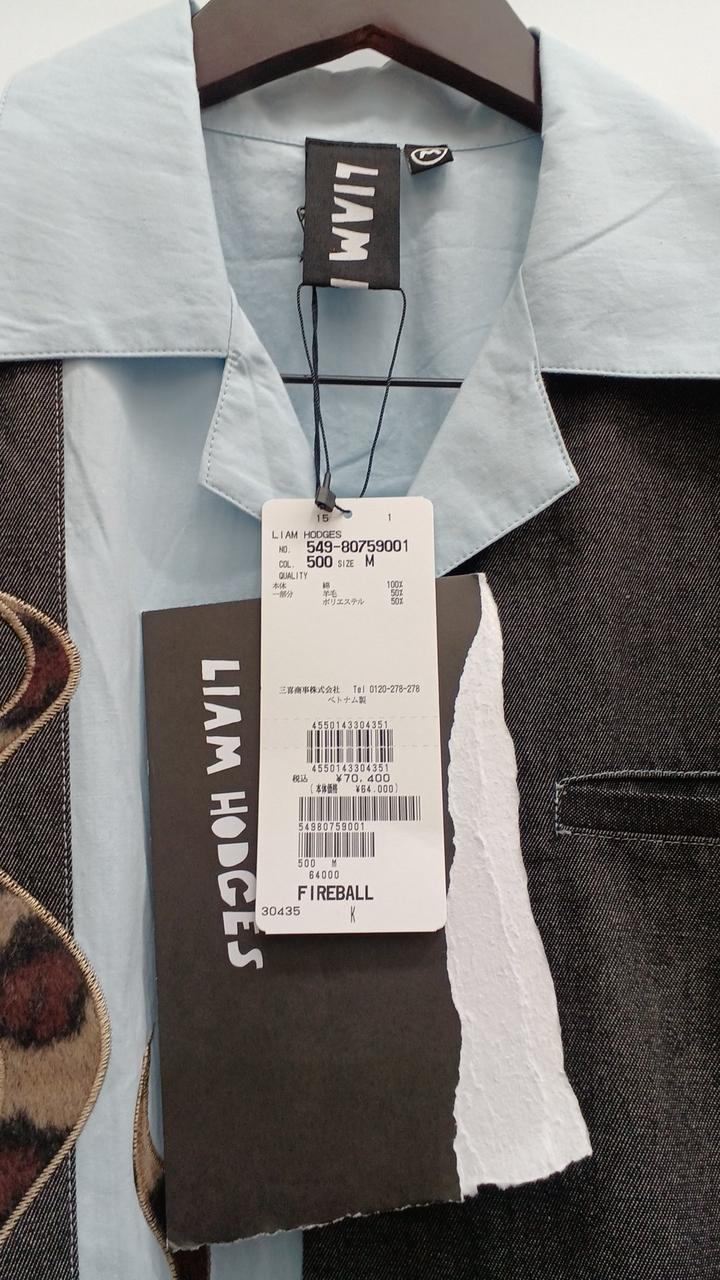 LIAM
M
15 1
LIAM HODGES
NO. 549-80759001
COL. 500 SIZE M
QUALITY
本体 綿 100%
一部分 羊毛 50%
ポリエステル 50%
三喜商事株式会社 Tel 0120-278-278
ベトナム製
4550143304351
4550143304351
税込 ¥70,400
(本体価格 ¥64,000)
54980759001
500 M
64000
FIREBALL
30435 K
LIAM HODGES